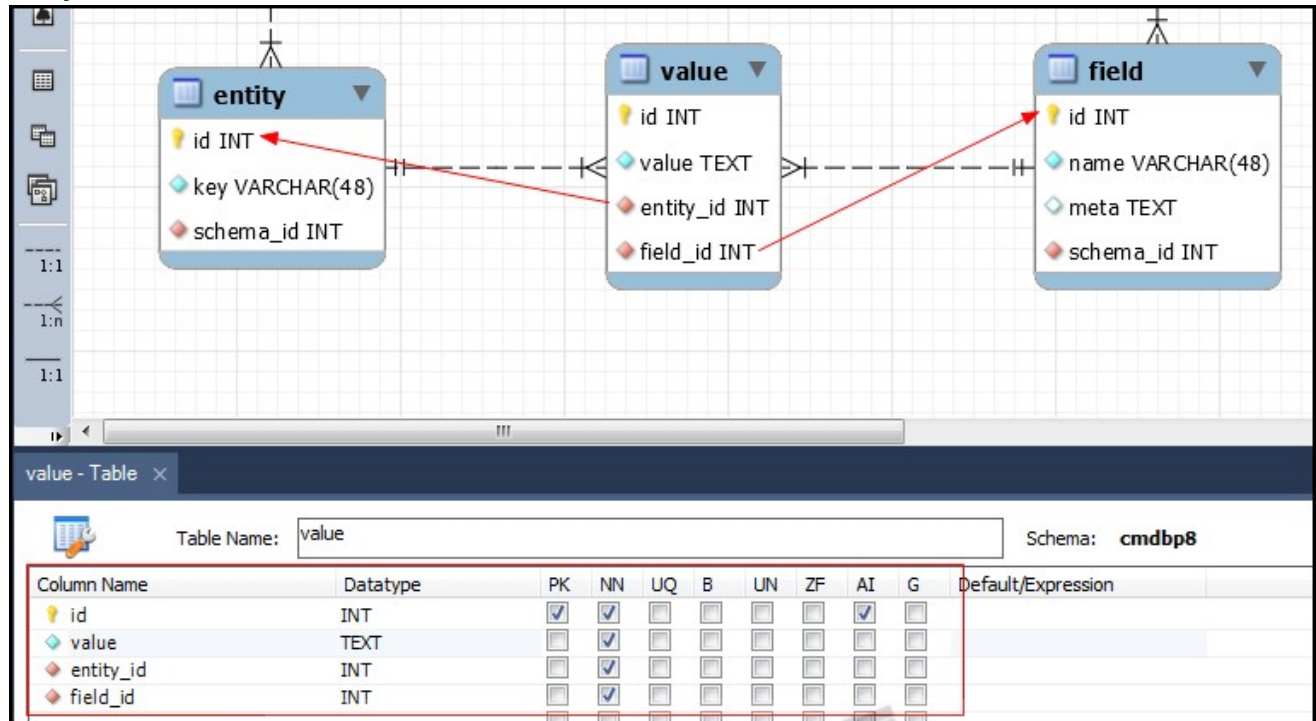 entity
id INT
key VARCHAR(48)
schema_id INT
value
id INT
value TEXT
entity_id INT
field_id INT
field
id INT
name VARCHAR(48)
meta TEXT
schema_id INT
1:1
1:n
1:1
value - Table ×
Table Name: value Schema: cmdbp8
Column Name Datatype PK NN UQ B UN ZF AI G Default/Expression
id INT
value TEXT
entity_id INT
field_id INT